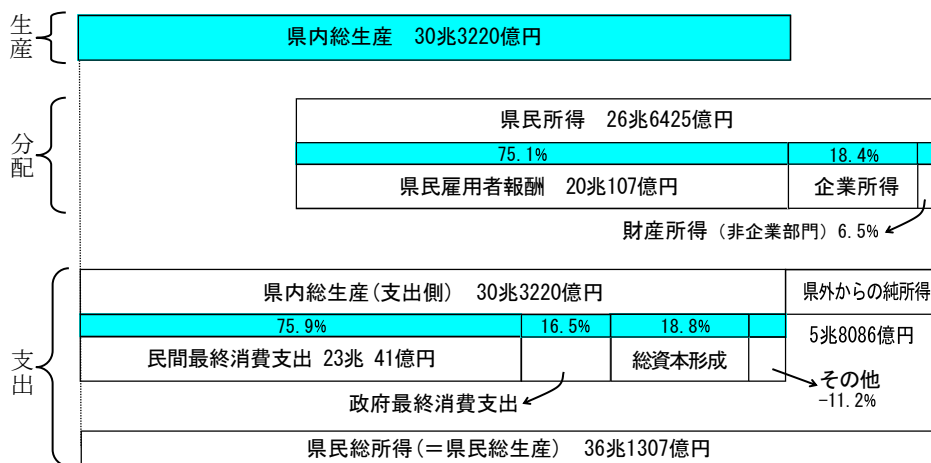 生産
県内総生産 30兆3220億円
分配
県民所得 26兆6425億円
75.1% 18.4%
県民雇用者報酬 20兆107億円 企業所得
財産所得 (非企業部門) 6.5%
支出
県内総生産(支出側) 30兆3220億円 県外からの純所得
75.9% 16.5% 18.8% 5兆8086億円
民間最終消費支出 23兆 41億円 総資本形成
その他
政府最終消費支出 -11.2%
県民総所得(=県民総生産) 36兆1307億円